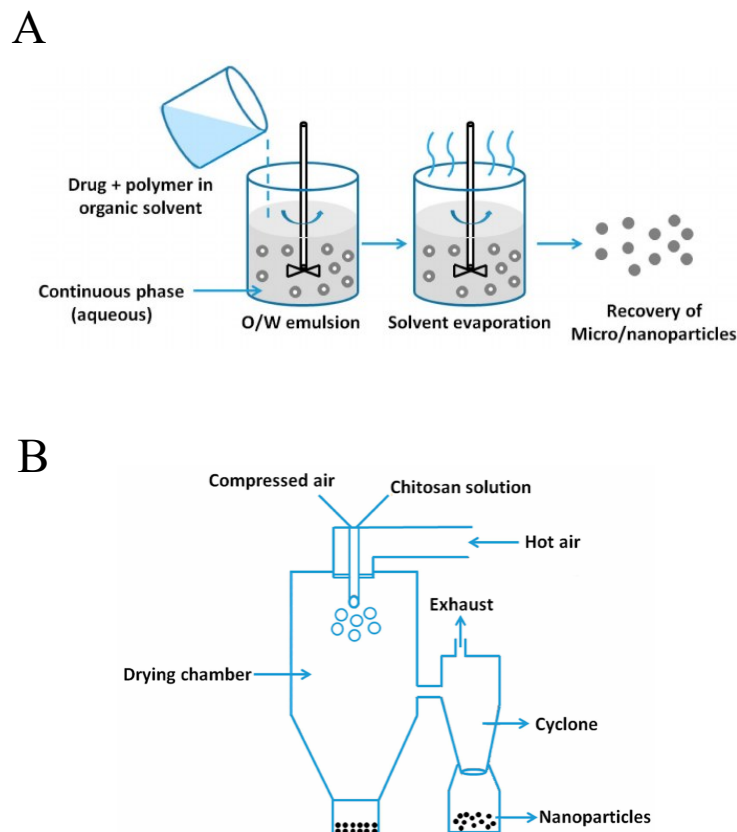 A
Drug + polymer in
organic solvent
Continuous phase
(aqueous)
O/W emulsion
Solvent evaporation
Recovery of
Micro/nanoparticles
B
Compressed air
Chitosan solution
Hot air
Exhaust
Drying chamber
Cyclone
Nanoparticles